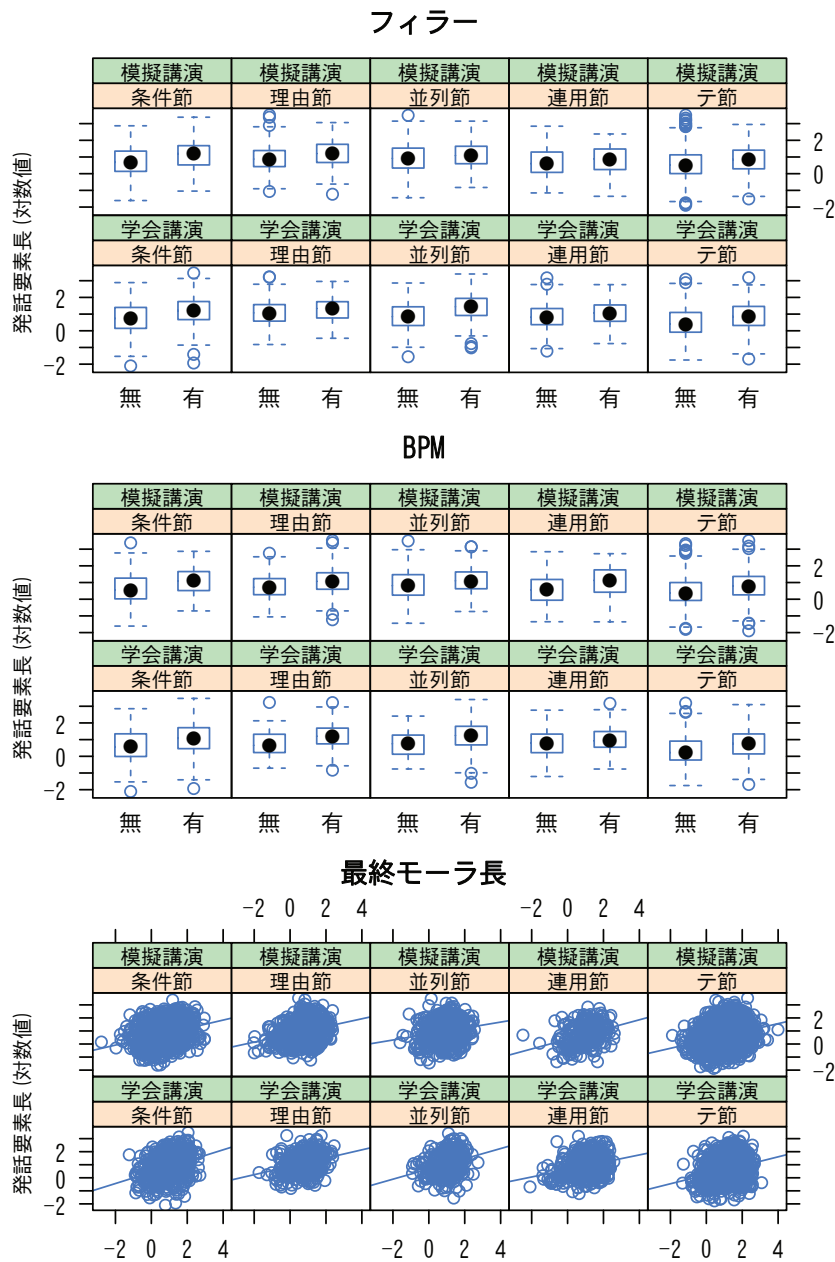 フィラー
模擬講演 模擬講演 模擬講演 模擬講演 模擬講演
条件節 理由節 並列節 連用節 テ節
2
0
−2
学会講演 学会講演 学会講演 学会講演 学会講演
条件節 理由節 並列節 連用節 テ節
発話要素長 (対数値)
2
0
−2
無 有 無 有 無 有 無 有 無 有
BPM
模擬講演 模擬講演 模擬講演 模擬講演 模擬講演
条件節 理由節 並列節 連用節 テ節
2
0
−2
学会講演 学会講演 学会講演 学会講演 学会講演
条件節 理由節 並列節 連用節 テ節
発話要素長 (対数値)
2
0
−2
無 有 無 有 無 有 無 有 無 有
最終モーラ長
−2 0 2 4 −2 0 2 4
模擬講演 模擬講演 模擬講演 模擬講演 模擬講演
条件節 理由節 並列節 連用節 テ節
2
0
−2
学会講演 学会講演 学会講演 学会講演 学会講演
条件節 理由節 並列節 連用節 テ節
発話要素長 (対数値)
2
0
−2
−2 0 2 4 −2 0 2 4 −2 0 2 4